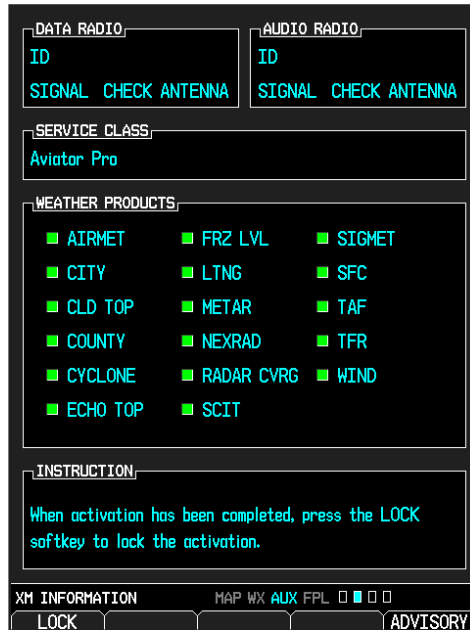 DATA RADIO AUDIO RADIO
ID ID
SIGNAL CHECK ANTENNA SIGNAL CHECK ANTENNA
SERVICE CLASS
Aviator Pro
WEATHER PRODUCTS
AIRMET FRZ LVL SIGMET
CITY LTNG SFC
CLD TOP METAR TAF
COUNTY NEXRAD TFR
CYCLONE RADAR CVRG WIND
ECHO TOP SCIT
INSTRUCTION
When activation has been completed, press the LOCK
softkey to lock the activation.
XM INFORMATION MAP WX AUX FPL
LOCK ADVISORY